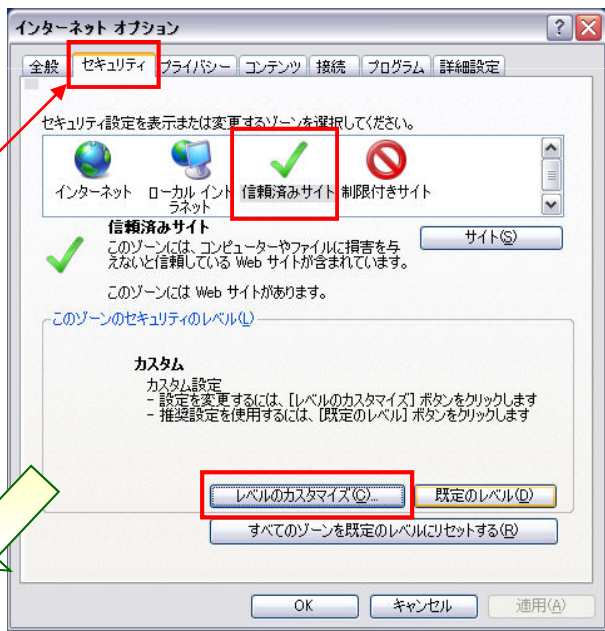 インターネット オプション
全般 セキュリティ プライバシー コンテンツ 接続 プログラム 詳細設定
セキュリティ設定を表示または変更するゾーンを選択してください。
インターネット ローカル イントラネット 信頼済みサイト 制限付きサイト
信頼済みサイト
サイト(S)
このゾーンには、コンピューターやファイルに損害を与
えないと信頼している Web サイトが含まれています。
このゾーンには Web サイトがあります。
このゾーンのセキュリティのレベル(L)
カスタム
カスタム設定
- 設定を変更するには、[レベルのカスタマイズ] ボタンをクリックします
- 推奨設定を使用するには、[既定のレベル] ボタンをクリックします
レベルのカスタマイズ(C)... 既定のレベル(D)
すべてのゾーンを既定のレベルにリセットする(R)
OK キャンセル 適用(A)